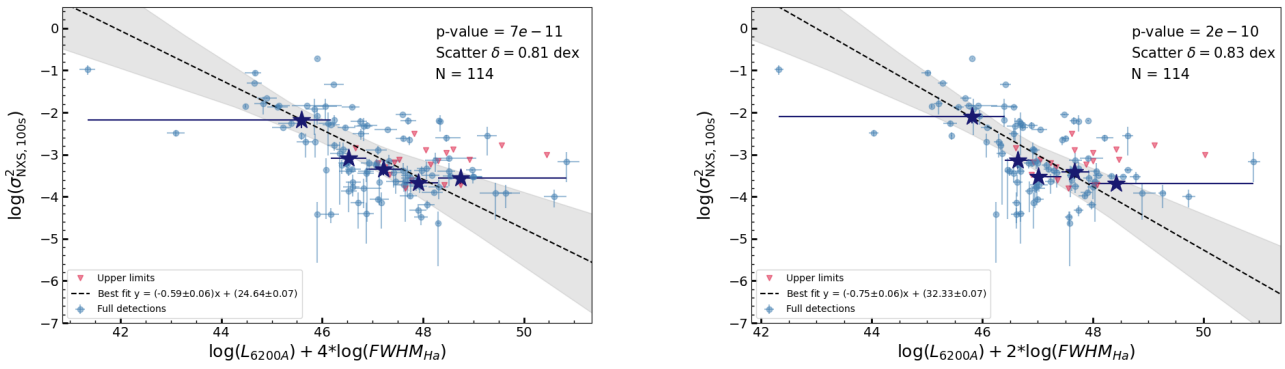 p-value = 7e − 11
Scatter δ = 0.81 dex
N = 114
0
−1
−2
−3
−4
−5
−6
−7
log(σ²NXS, 100s)
Upper limits
Best fit y = (-0.59±0.06)x + (24.64±0.07)
Full detections
42 44 46 48 50
log(L6200A) + 4*log(FWHMHa)
p-value = 2e − 10
Scatter δ = 0.83 dex
N = 114
0
−1
−2
−3
−4
−5
−6
−7
log(σ²NXS, 100s)
Upper limits
Best fit y = (-0.75±0.06)x + (32.33±0.07)
Full detections
42 44 46 48 50
log(L6200A) + 2*log(FWHMHa)